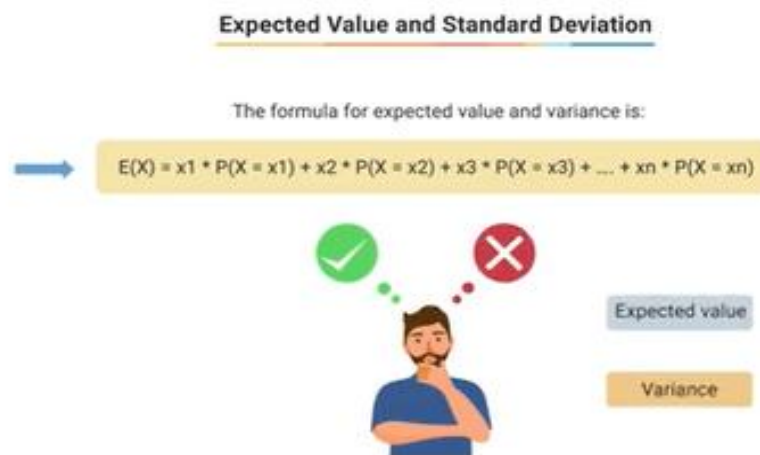 Expected Value and Standard Deviation
The formula for expected value and variance is:
E(X) = x1 * P(X = x1) + x2 * P(X = x2) + x3 * P(X = x3) + .... + xn * P(X = xn)
Expected value
Variance